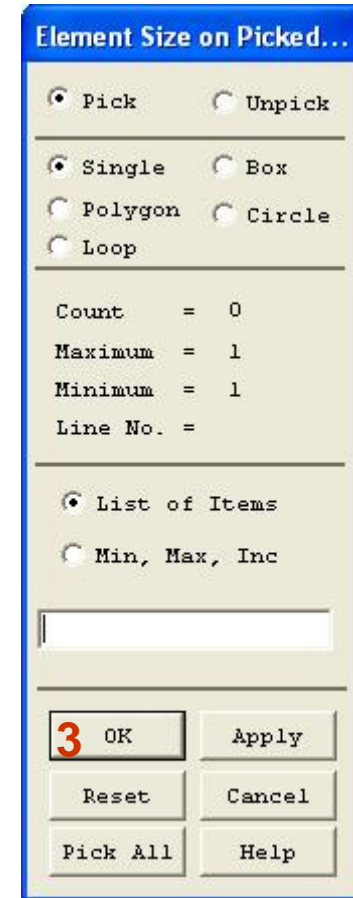 Element Size on Picked...
Pick Unpick
Single Box
Polygon Circle
Loop
Count = 0
Maximum = 1
Minimum = 1
Line No. =
List of Items
Min, Max, Inc
3 OK Apply
Reset Cancel
Pick All Help